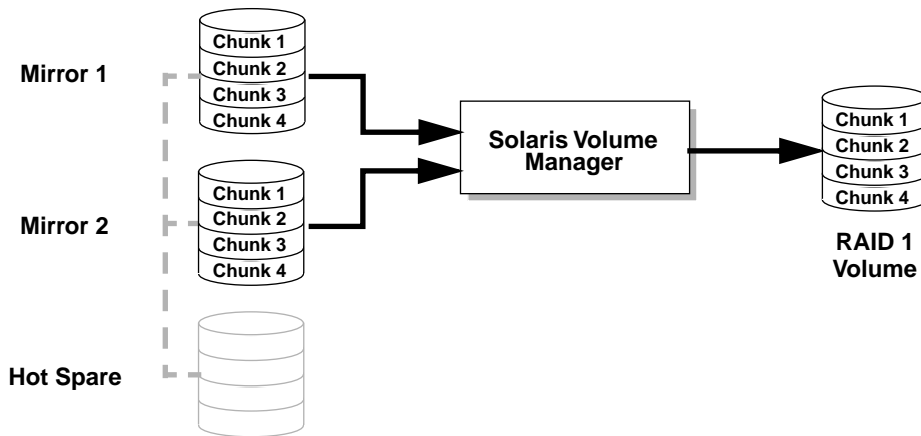 Mirror 1
Chunk 1
Chunk 2
Chunk 3
Chunk 4
Mirror 2
Chunk 1
Chunk 2
Chunk 3
Chunk 4
Hot Spare
Solaris Volume
Manager
Chunk 1
Chunk 2
Chunk 3
Chunk 4
RAID 1
Volume